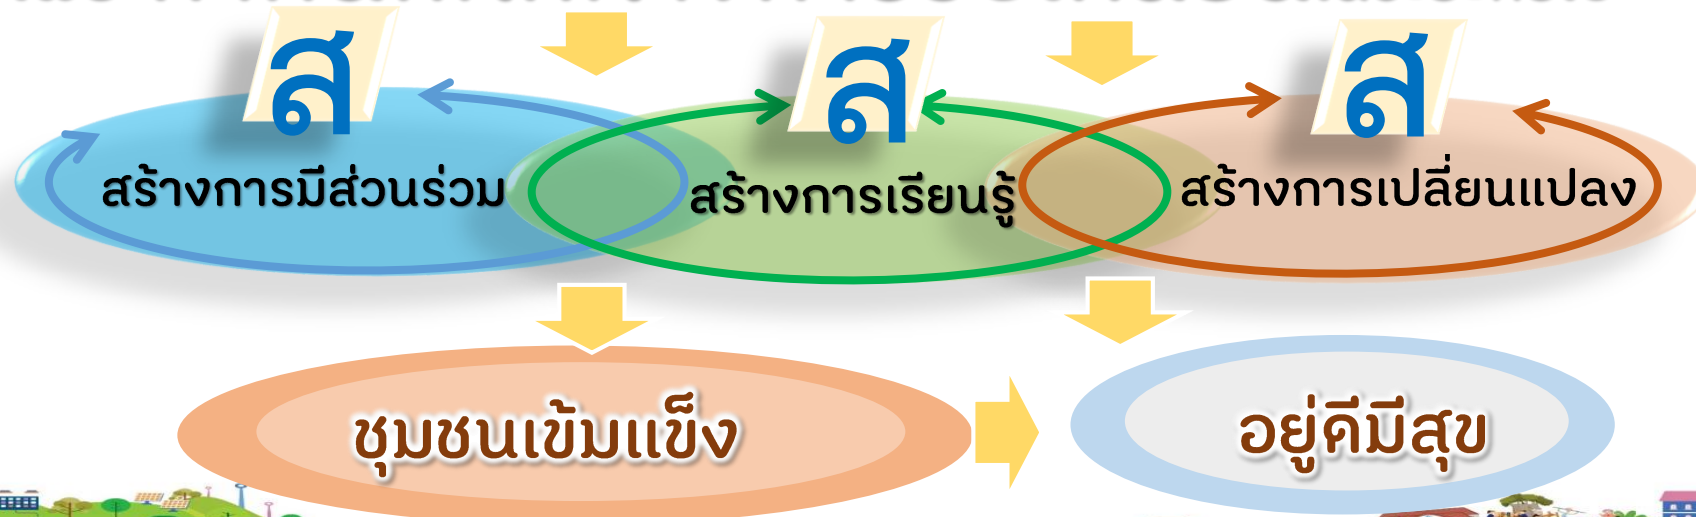 ส ส ส
สร้างการมีส่วนร่วม สร้างการเรียนรู้ สร้างการเปลี่ยนแปลง
ชุมชนเข้มแข็ง อยู่ดีมีสุข